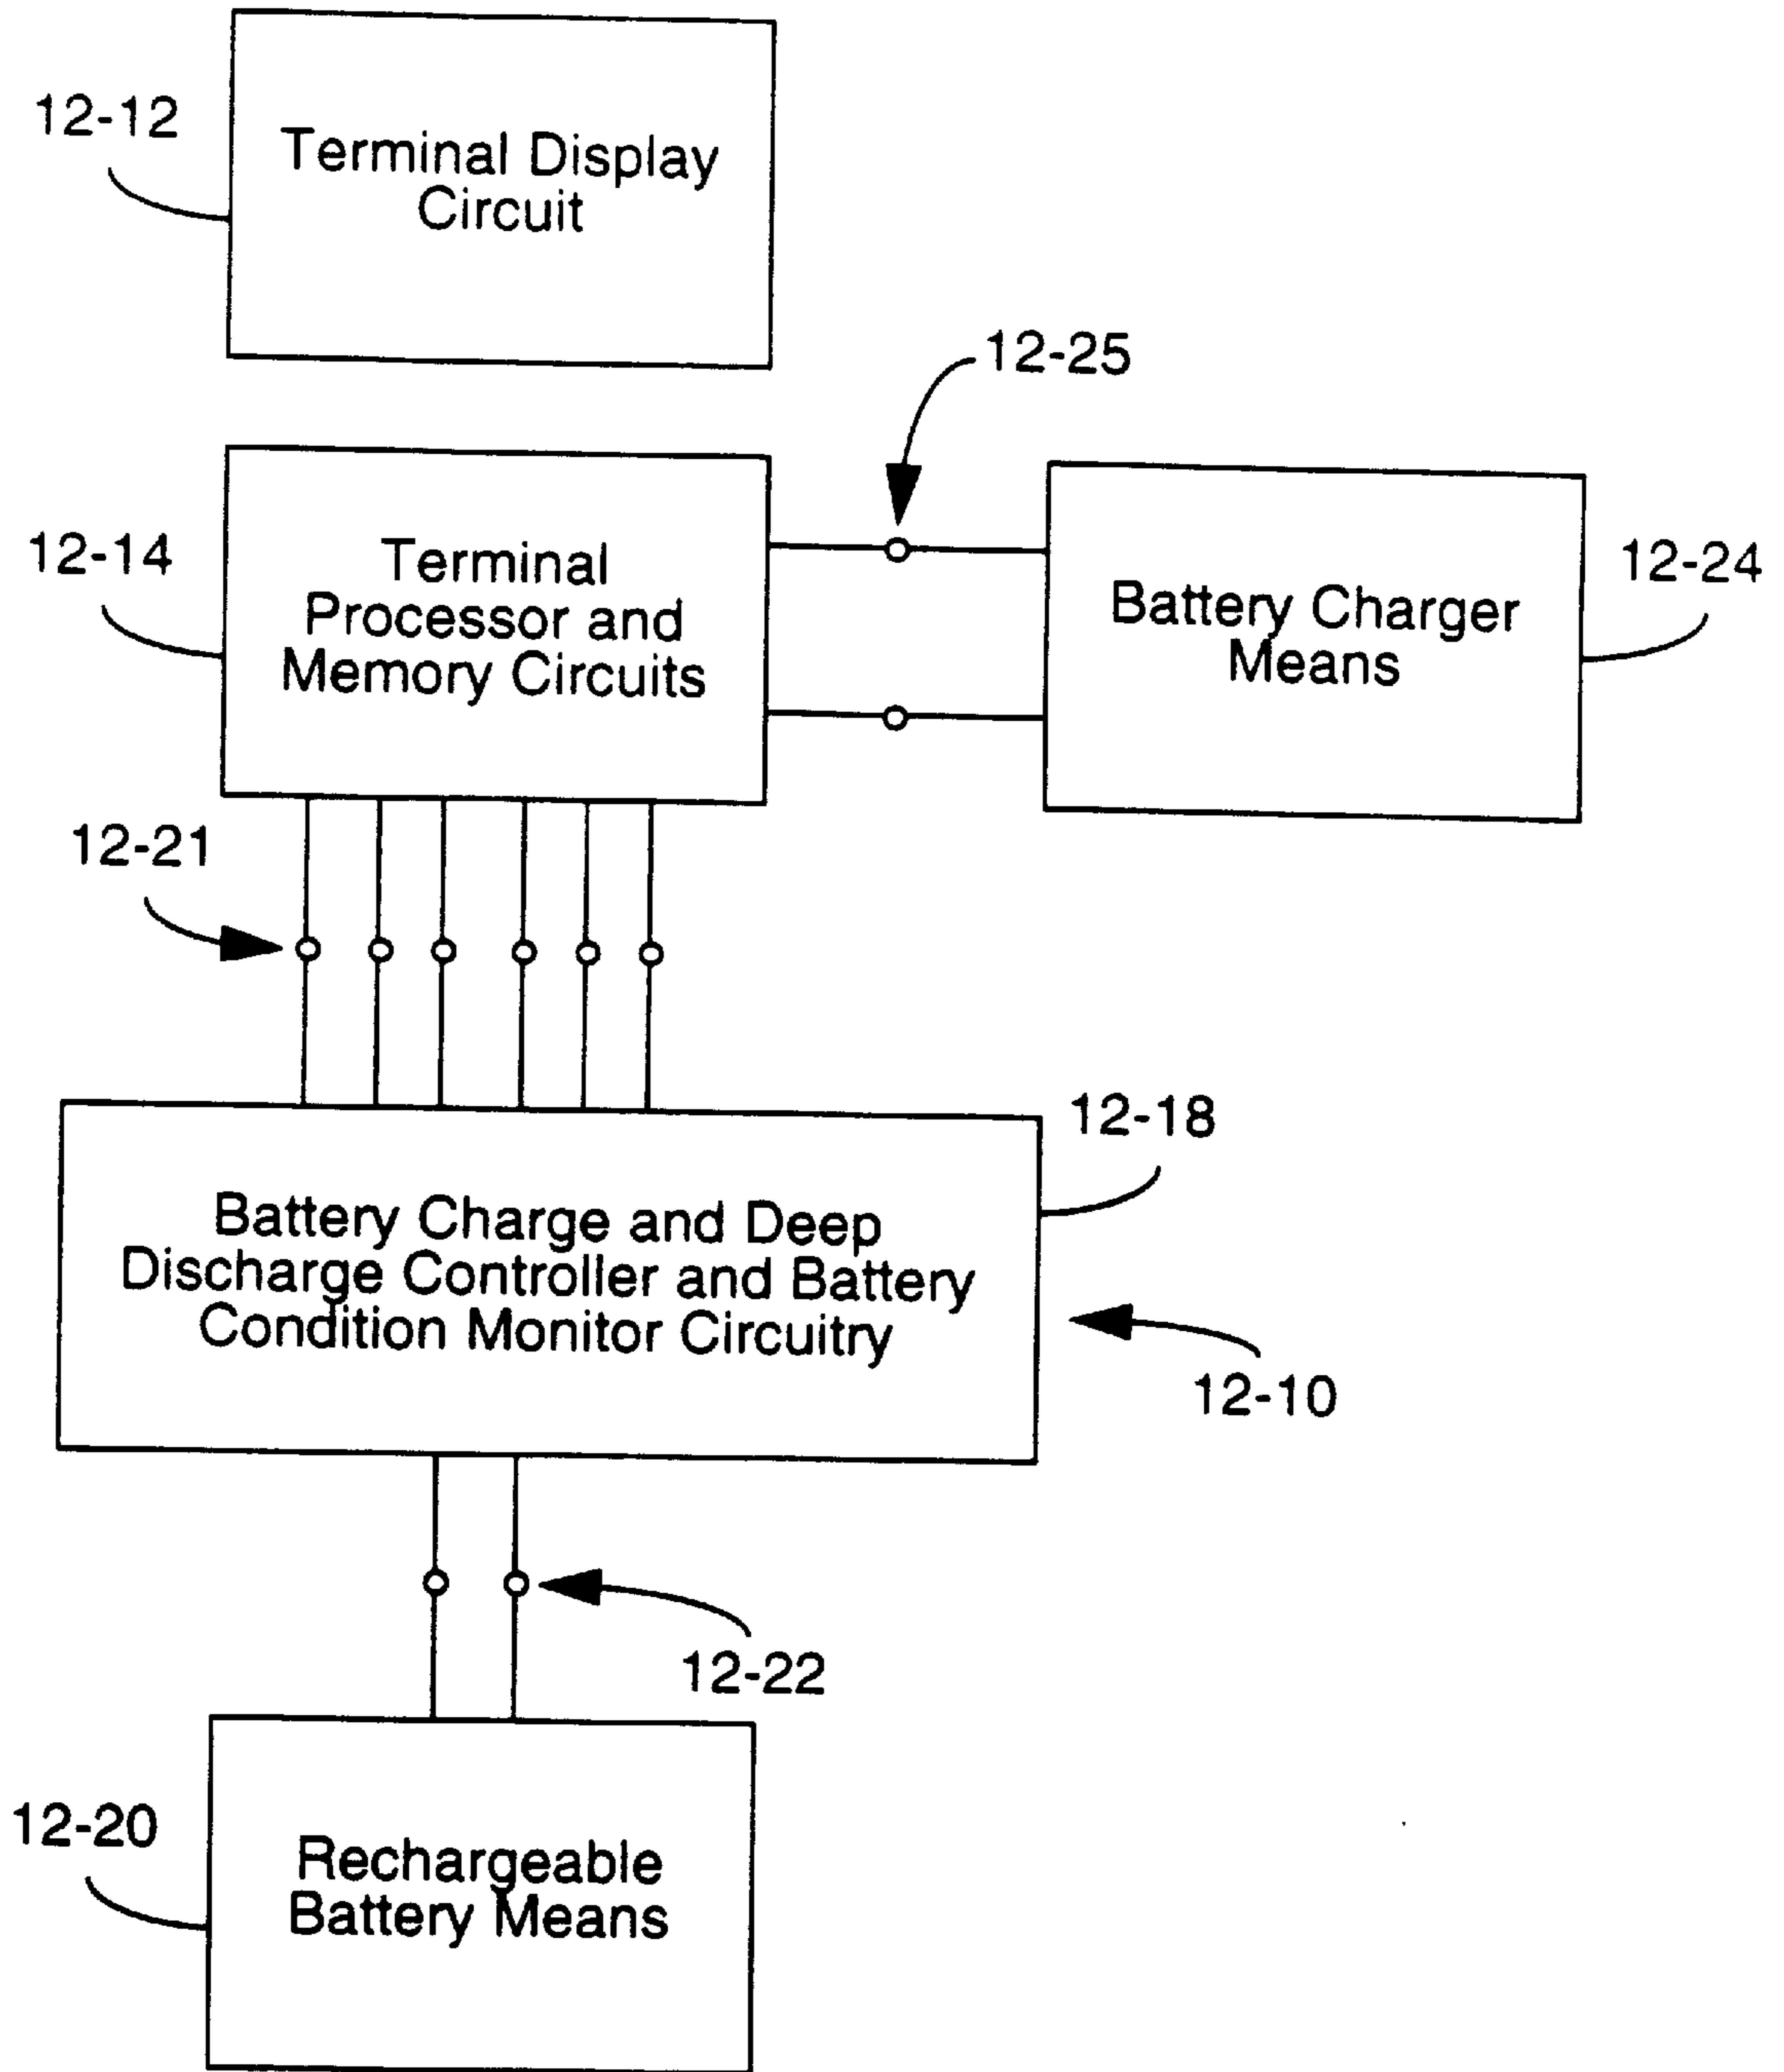 12-12
Terminal Display
Circuit
12-25
12-14
Terminal
Processor and
Memory Circuits
Battery Charger
Means
12-24
12-21
12-18
Battery Charge and Deep
Discharge Controller and Battery
Condition Monitor Circuitry
12-10
12-22
12-20
Rechargeable
Battery Means